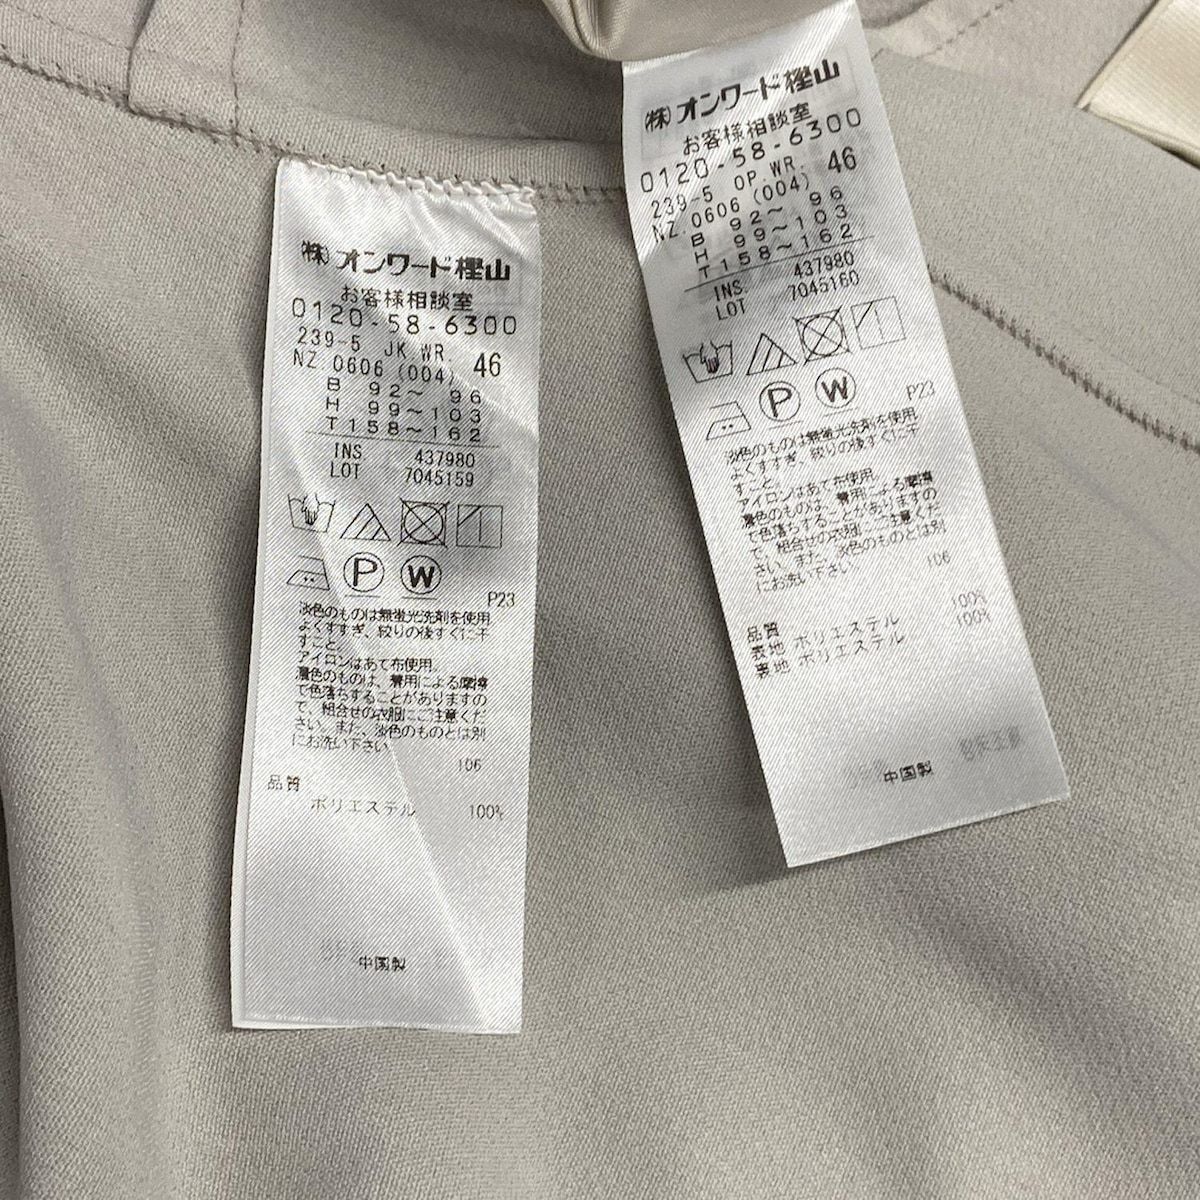 (株)オンワード樫山
お客様相談室
0120-58-6300
239-5 JK.WR. 46
NZ.0606(004)
B 92〜 96
H 99〜103
T158〜162
INS. 437980
LOT 7045159
P
W
P23
淡色のものは無蛍光洗剤を使用
よくすすぎ、絞りの後すぐに干
すこと。
アイロンはあて布使用。
濃色のものは、着用による摩擦
で色落ちすることがありますの
で、組合せの衣服にご注意くだ
さい。また、淡色のものとは別
にお洗い下さい
106
品質
ポリエステル 100%
中国製
(株)オンワード樫山
お客様相談室
0120-58-6300
239-5 OP.WR. 46
NZ.0606(004)
B 92〜 96
H 99〜103
T158〜162
INS. 437980
LOT 7045160
P
W
P23
淡色のものは無蛍光洗剤を使用
よくすすぎ、絞りの後すぐに干
すこと。
アイロンはあて布使用。
濃色のものは、着用による摩擦
で色落ちすることがありますの
で、組合せの衣服にご注意くだ
さい。また、淡色のものとは別
にお洗い下さい
106
品質
表地 ポリエステル 100%
裏地 ポリエステル 100%
中国製